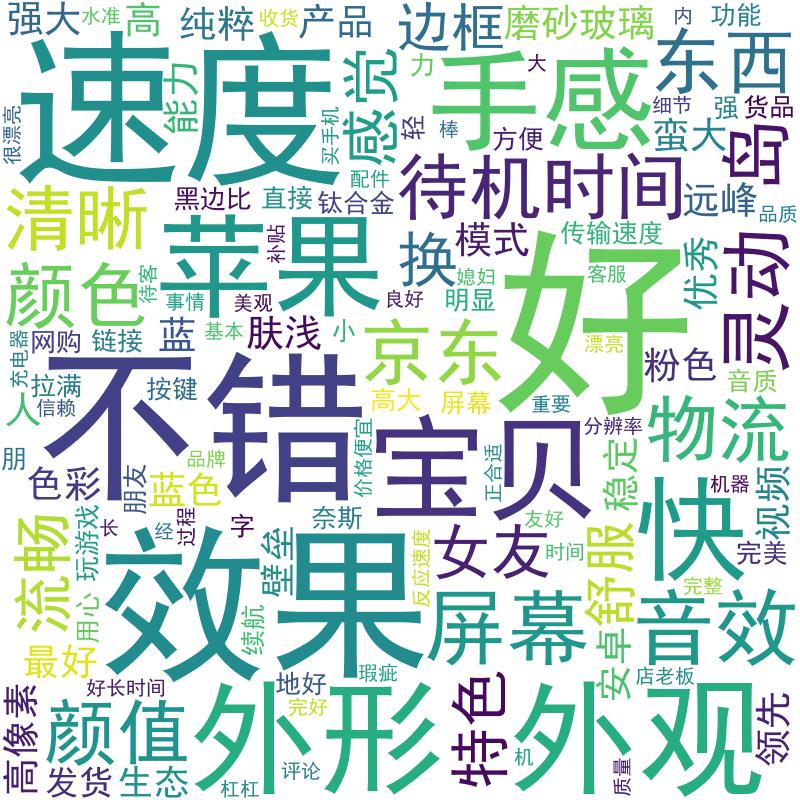 强大
水准
高
纯粹
收货
产品
边框
磨砂玻璃
内
功能
东西
速度
能力
感觉
力
手感
大
细节
强
货品
很漂亮
买手机
轻
棒
方便
蛮大
岛
配件
清晰
黑边比
直接
钛合金
待机时间
远峰
品质
苹果
补贴
换
模式
传输速度
优秀
灵动
颜色
待客
事情
美观
良好
媳妇
明显
客服
好
充电器
网购
链接
蓝
基本
肤浅
小
京东
漂亮
粉色
音质
人
信赖
拉满
按键
高大
屏幕
重要
分辨率
物流
不错
朋
色彩
朋友
蓝色
品牌
价格便宜
宝贝
正合适
稳定
机器
视频
快
流畅
玩游戏
长
过程
字
奈斯
女友
友好
时间
完美
舒服
完整
用心
效果
壁垒
续航
反应速度
屏幕
音效
安卓
最好
好长时间
地好
完好
瑕疵
店老板
高像素
颜值
外形
特色
外观
领先
发货
生态
杠杠
评论
机
质量